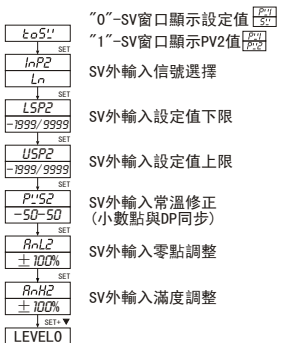 "0"-SV窗口顯示設定值 PV1 SV
toSV "1"-SV窗口顯示PV2值 PV1 PV2
SET
InP2
Ln SV外輸入信號選擇
SET
LSP2
-1999/9999 SV外輸入設定值下限
SET
USP2
-1999/9999 SV外輸入設定值上限
SET
PVS2 SV外輸入常溫修正
-50-50 (小數點與DP同步)
SET
AnL2
±100% SV外輸入零點調整
SET
AnH2
±100% SV外輸入滿度調整
SET+▼
LEVEL0